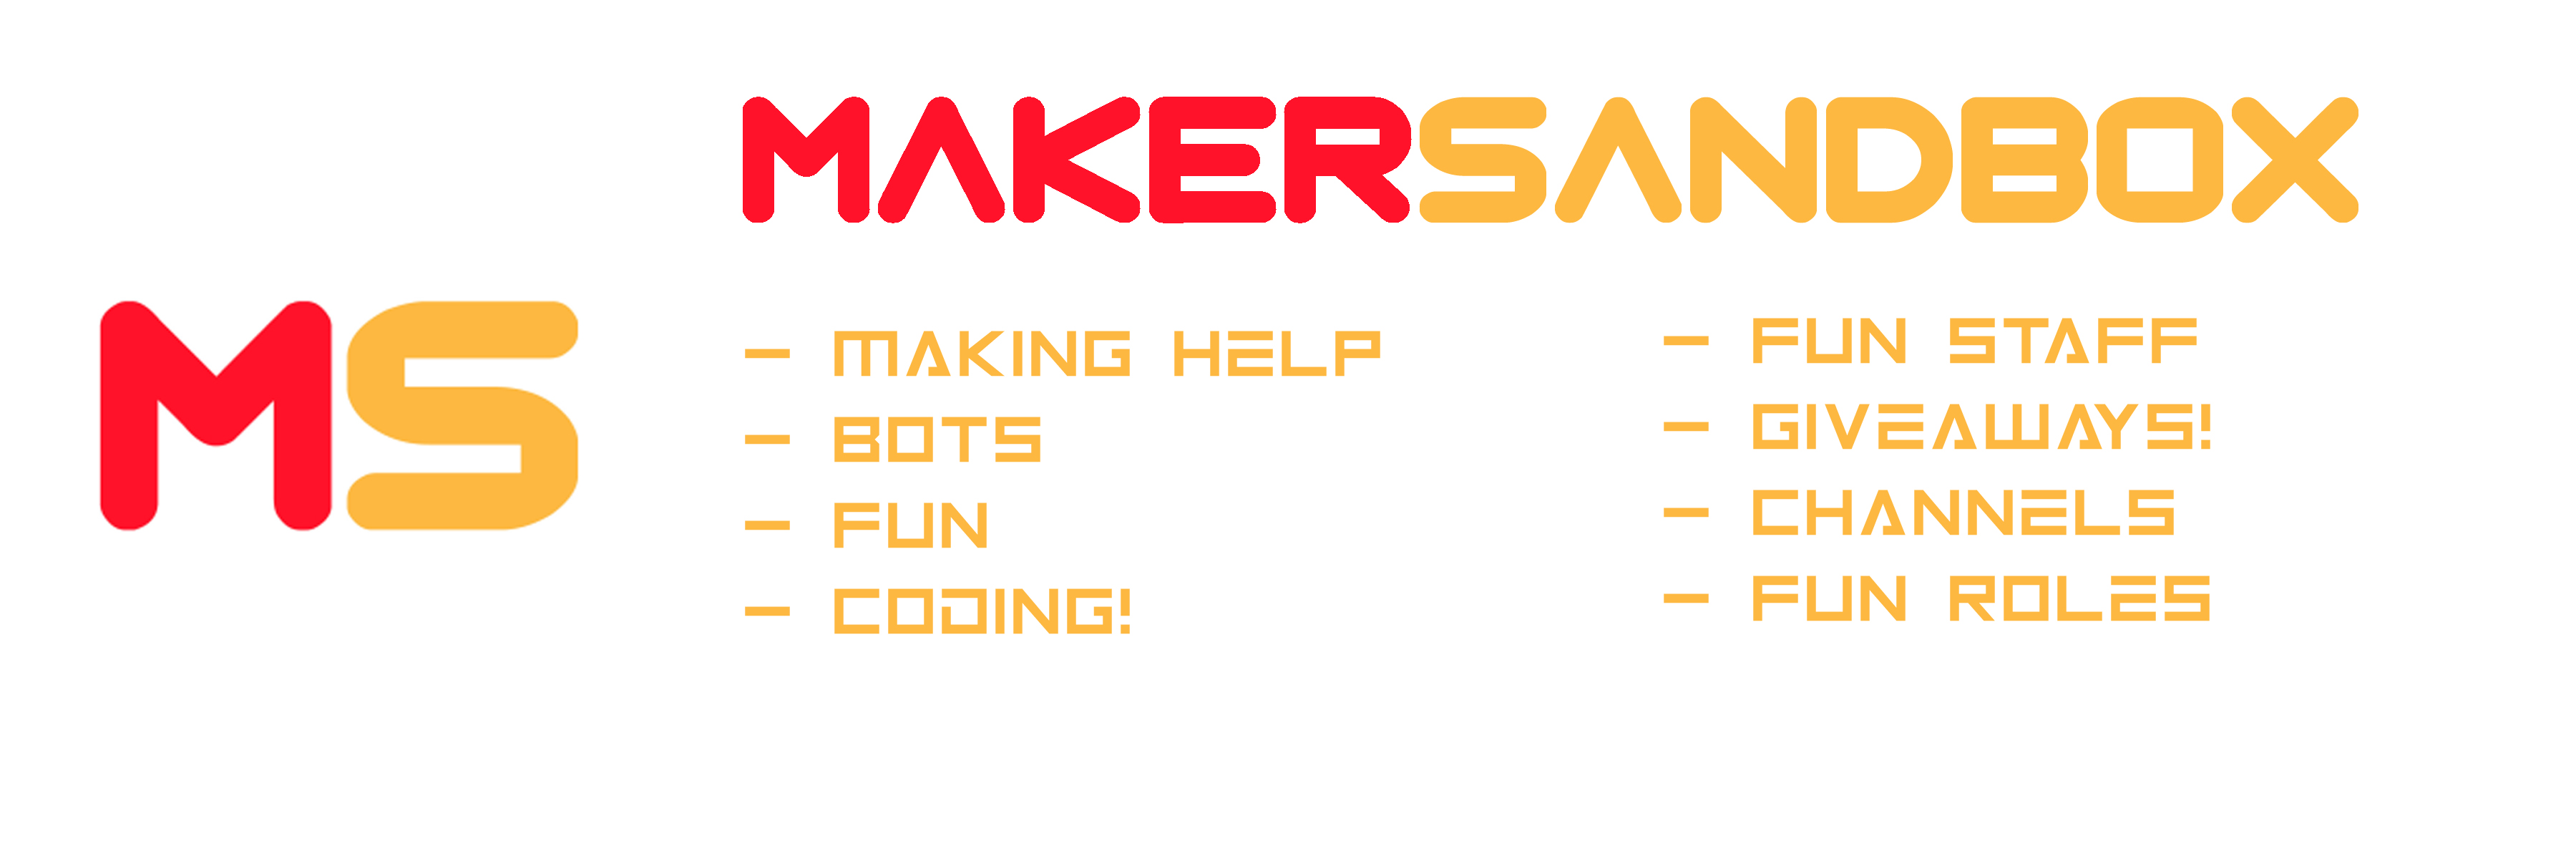 MAKERSANDBOX
MS
- MAKING HELP
- BOTS
- FUN
- CODING!
- FUN STAFF
- GIVEAWAYS!
- CHANNELS
- FUN ROLES